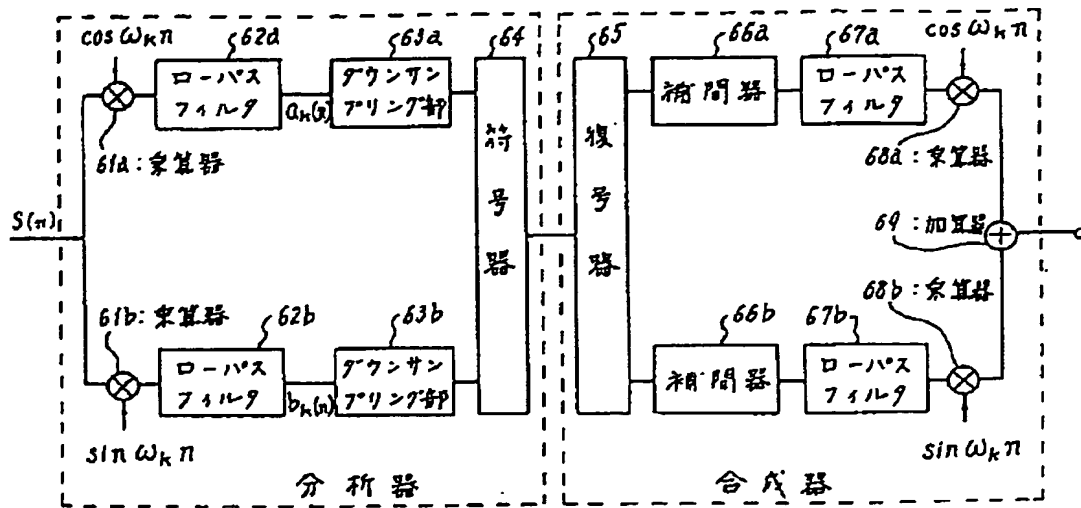 cos ωk n
62a
63a
64
ローパス
フィルタ
ak(n)
ダウンサン
プリング部
符号器
61a:乗算器
S(n)
61b:乗算器
62b
63b
ローパス
フィルタ
bk(n)
ダウンサン
プリング部
sin ωk n
分析器
65
66a
67a
cos ωk n
復号器
補間器
ローパス
フィルタ
68a:乗算器
69:加算器
68b:乗算器
66b
67b
補間器
ローパス
フィルタ
sin ωk n
合成器